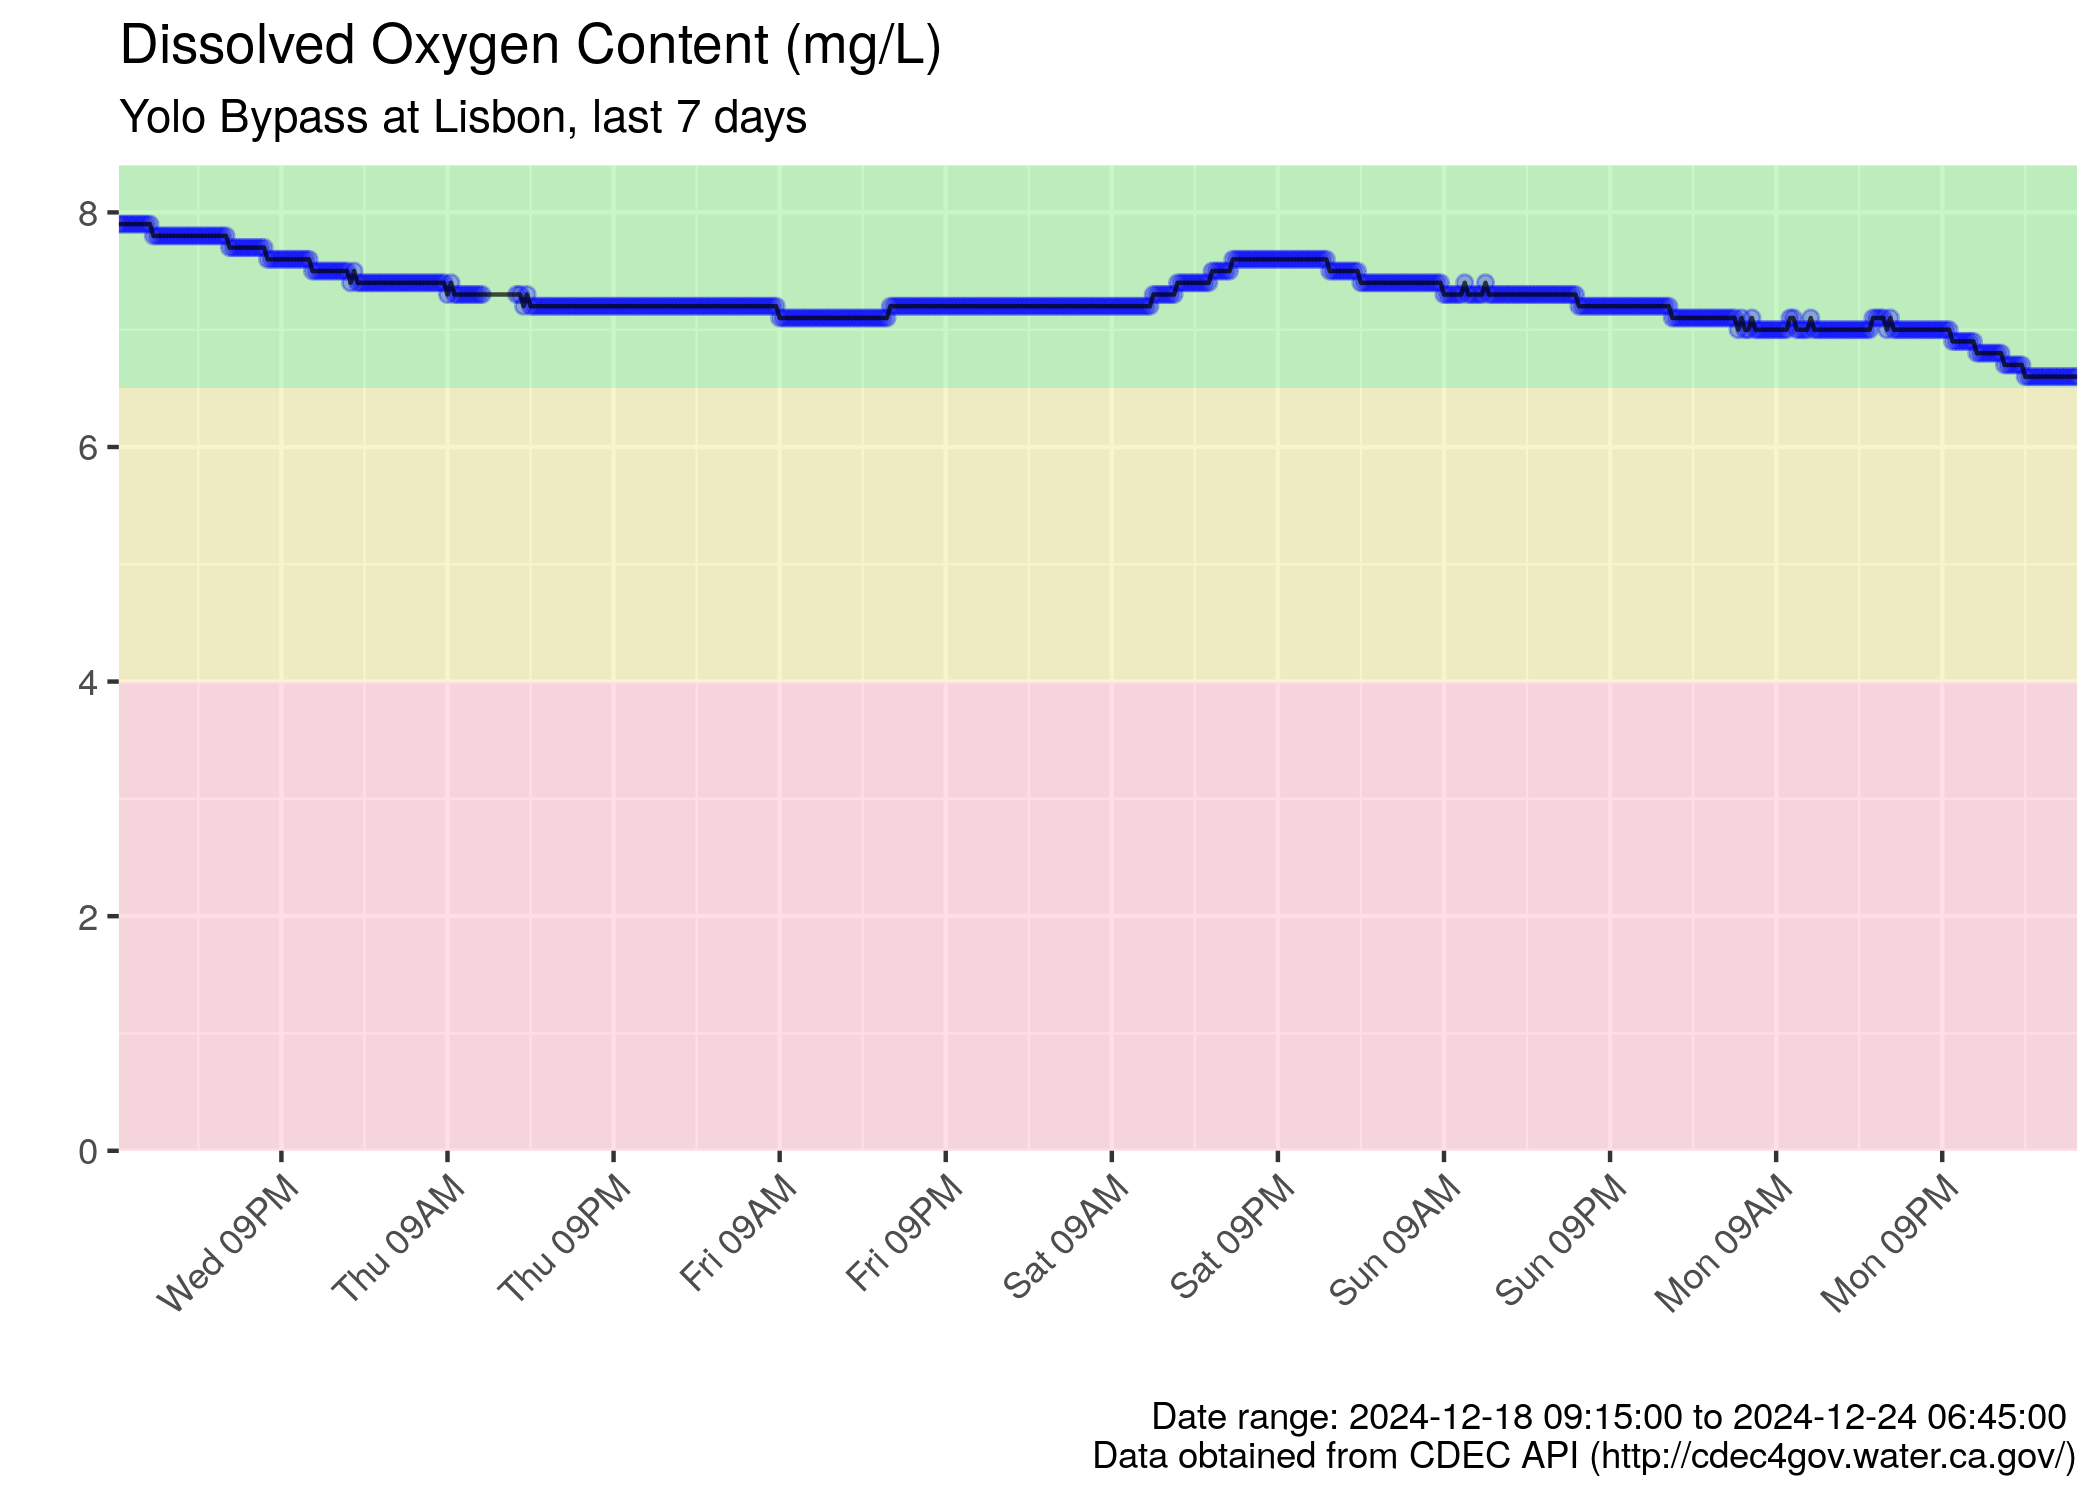 Dissolved Oxygen Content (mg/L)
Yolo Bypass at Lisbon, last 7 days
8
6
4
2
0
Wed 09PM
Thu 09AM
Thu 09PM
Fri 09AM
Fri 09PM
Sat 09AM
Sat 09PM
Sun 09AM
Sun 09PM
Mon 09AM
Mon 09PM
Date range: 2024-12-18 09:15:00 to 2024-12-24 06:45:00
Data obtained from CDEC API (http://cdec4gov.water.ca.gov/)